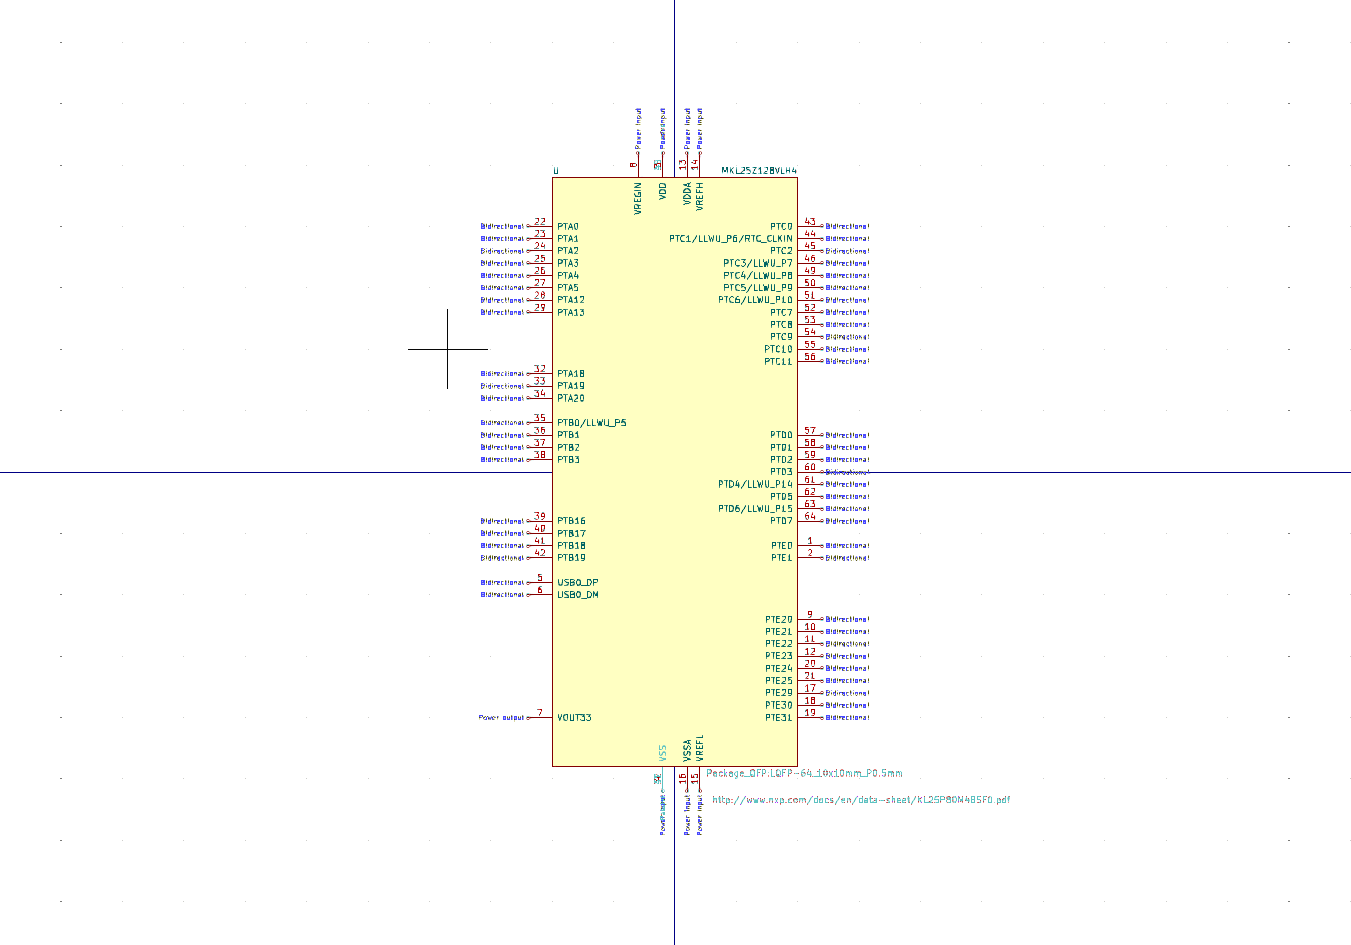 Power Input Power Input Power Input
8 13 14
U MKL25Z128VLH4
VREGIN VDD VDDA VREFH
Bidirectional 22 PTA0 PTC0 43 Bidirectional
Bidirectional 23 PTA1 PTC1/LLWU_P6/RTC_CLKIN 44 Bidirectional
Bidirectional 24 PTA2 PTC2 45 Bidirectional
Bidirectional 25 PTA3 PTC3/LLWU_P7 46 Bidirectional
Bidirectional 26 PTA4 PTC4/LLWU_P8 49 Bidirectional
Bidirectional 27 PTA5 PTC5/LLWU_P9 50 Bidirectional
Bidirectional 28 PTA12 PTC6/LLWU_P10 51 Bidirectional
Bidirectional 29 PTA13 PTC7 52 Bidirectional
PTC8 53 Bidirectional
PTC9 54 Bidirectional
PTC10 55 Bidirectional
PTC11 56 Bidirectional
Bidirectional 32 PTA18
Bidirectional 33 PTA19
Bidirectional 34 PTA20
Bidirectional 35 PTB0/LLWU_P5
Bidirectional 36 PTB1 PTD0 57 Bidirectional
Bidirectional 37 PTB2 PTD1 58 Bidirectional
Bidirectional 38 PTB3 PTD2 59 Bidirectional
PTD3 60 Bidirectional
PTD4/LLWU_P14 61 Bidirectional
PTD5 62 Bidirectional
PTD6/LLWU_P15 63 Bidirectional
Bidirectional 39 PTB16 PTD7 64 Bidirectional
Bidirectional 40 PTB17
Bidirectional 41 PTB18 PTE0 1 Bidirectional
Bidirectional 42 PTB19 PTE1 2 Bidirectional
Bidirectional 5 USB0_DP
Bidirectional 6 USB0_DM
PTE20 9 Bidirectional
PTE21 10 Bidirectional
PTE22 11 Bidirectional
PTE23 12 Bidirectional
PTE24 20 Bidirectional
PTE25 21 Bidirectional
PTE29 17 Bidirectional
PTE30 18 Bidirectional
Power output 7 VOUT33 PTE31 19 Bidirectional
VSS VSSA VREFL
16 15
Package_QFP:LQFP-64_10x10mm_P0.5mm
http://www.nxp.com/docs/en/data-sheet/KL25P80M48SF0.pdf
Power Input Power Input